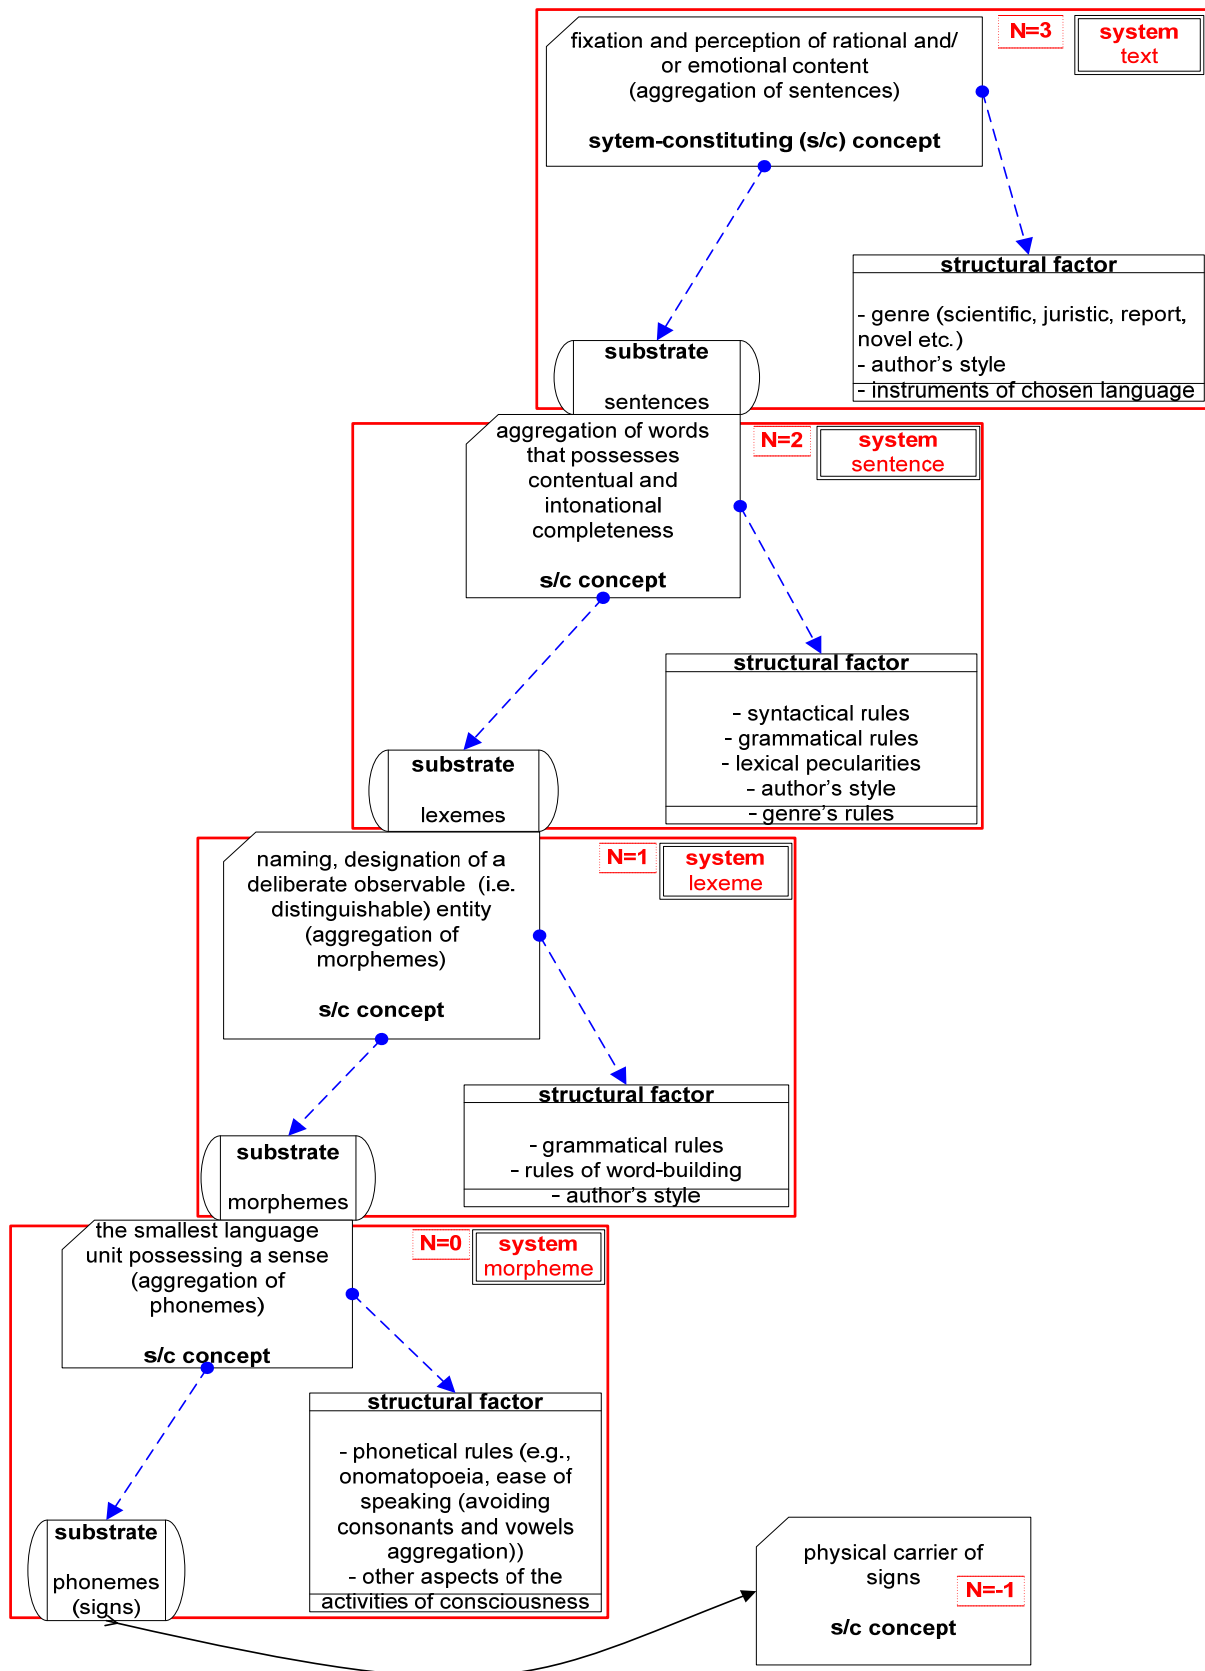 fixation and perception of rational and/
or emotional content
(aggregation of sentences)
sytem-constituting (s/c) concept
N=3
system
text
structural factor
- genre (scientific, juristic, report,
novel etc.)
- author's style
- instruments of chosen language
substrate
sentences
aggregation of words
that possesses
contentual and
intonational
completeness
s/c concept
N=2
system
sentence
structural factor
- syntactical rules
- grammatical rules
- lexical pecularities
- author's style
- genre's rules
substrate
lexemes
naming, designation of a
deliberate observable (i.e.
distinguishable) entity
(aggregation of
morphemes)
s/c concept
N=1
system
lexeme
structural factor
- grammatical rules
- rules of word-building
- author's style
substrate
morphemes
the smallest language
unit possessing a sense
(aggregation of
phonemes)
s/c concept
N=0
system
morpheme
structural factor
- phonetical rules (e.g.,
onomatopoeia, ease of
speaking (avoiding
consonants and vowels
aggregation))
- other aspects of the
activities of consciousness
substrate
phonemes
(signs)
physical carrier of
signs
N=-1
s/c concept